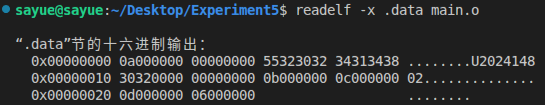 sayue@sayue:~/Desktop/Experiment5$ readelf -x .data main.o
“.data”节的十六进制输出：
0x00000000 0a000000 00000000 55323032 34313438 ........U2024148
0x00000010 30320000 00000000 0b000000 0c000000 02..............
0x00000020 0d000000 06000000 ........